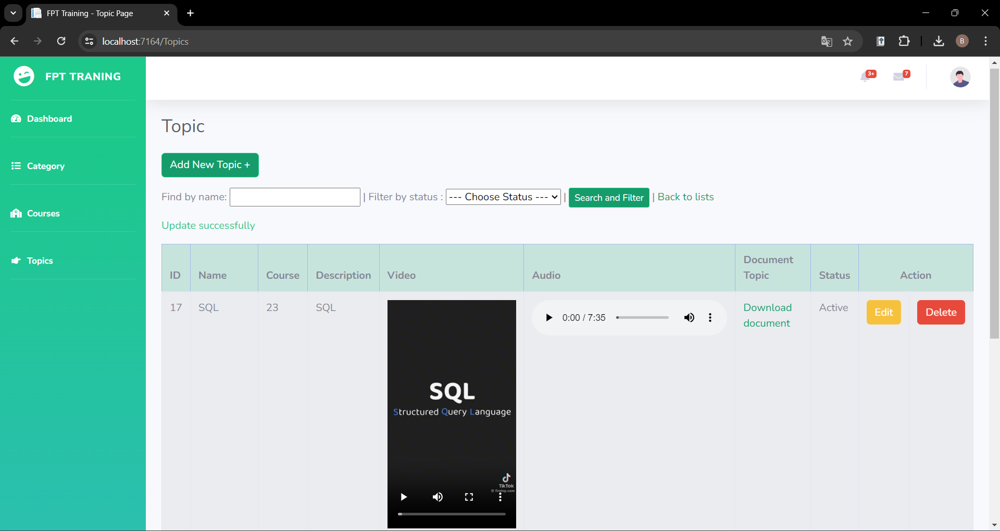 FPT Training - Topic Page
localhost:7164/Topics
B
FPT TRANING
3+
7
Dashboard
Category
Courses
Topics
Topic
Add New Topic +
Find by name: | Filter by status : --- Choose Status --- | Search and Filter | Back to lists
Update successfully
ID Name Course Description Video Audio Document Topic Status Action
17 SQL 23 SQL 0:00 / 7:35 Download document Active Edit Delete
SQL
Structured Query Language
TikTok
@ firelop.com